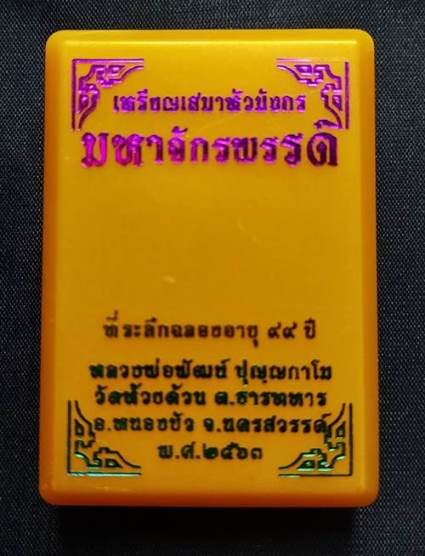 เหรียญเสมาหัวมังกร
มหาจักรพรรดิ
ที่ระลึกฉลองอายุ ๙๙ ปี
หลวงพ่อพัฒน์ ปุญฺญกาโม
วัดห้วยด้วน ต.ธารทหาร
อ.หนองบัว จ.นครสวรรค์
พ.ศ.๒๕๖๓